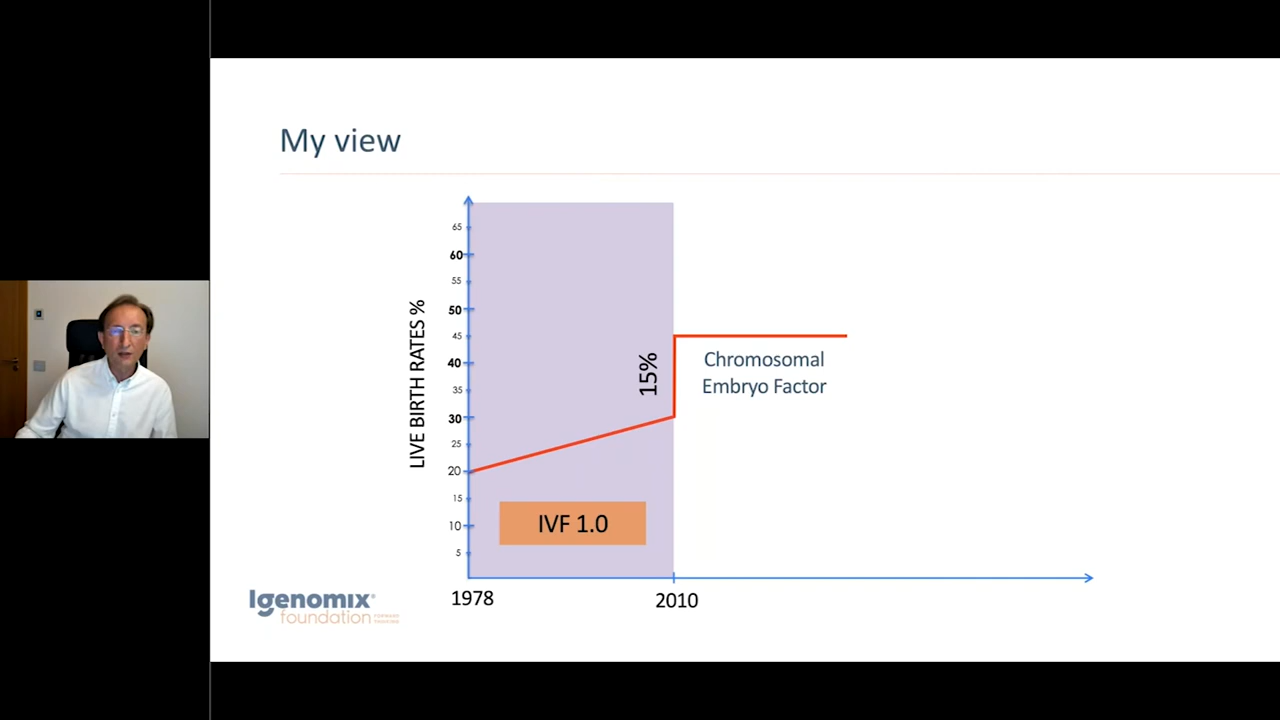 My view
LIVE BIRTH RATES %
65
60
55
50
45
40
35
30
25
20
15
10
5
15%
Chromosomal
Embryo Factor
IVF 1.0
1978
2010
Igenomix®
foundation